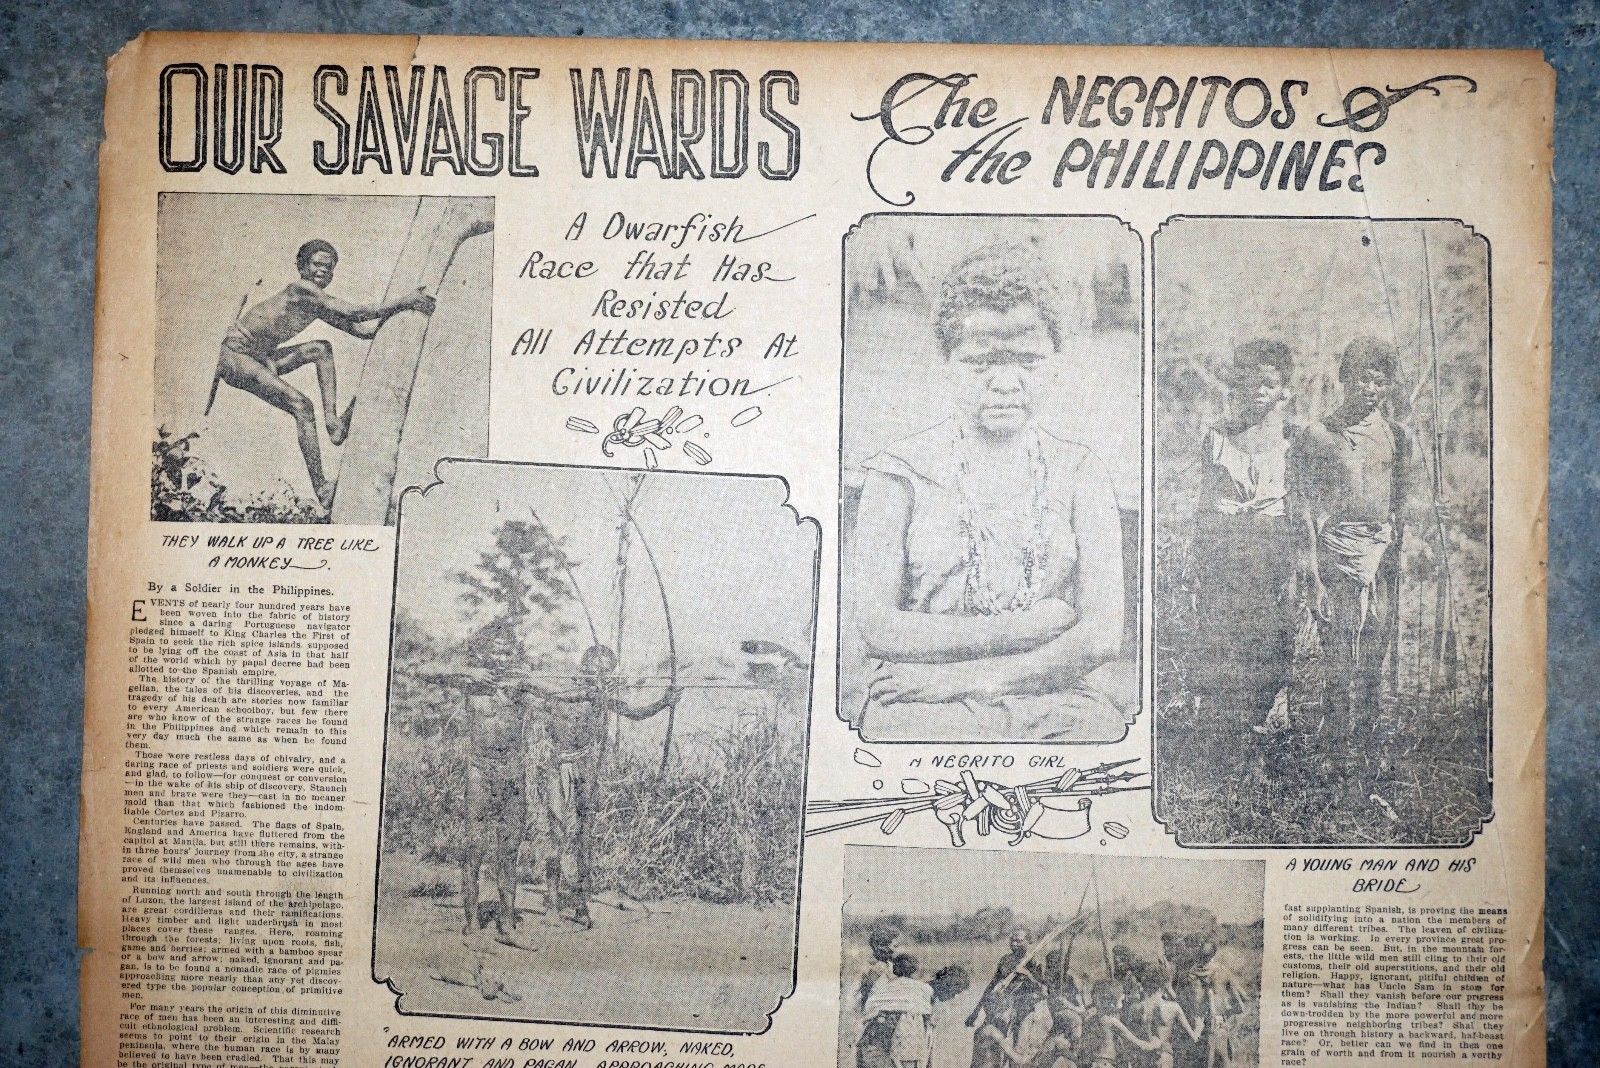 OUR SAVAGE WARDS
The NEGRITOS of
the PHILIPPINES
A Dwarfish
Race that Has
Resisted
All Attempts At
Civilization.
THEY WALK UP A TREE LIKE
A MONKEY.
By a Soldier in the Philippines.
EVENTS of nearly four hundred years have
been woven into the fabric of history
since a daring Portuguese navigator
pledged himself to King Charles the First of
Spain to seek the rich spice islands, supposed
to be lying off the coast of Asia in that half
of the world which by papal decree had been
allotted to the Spanish empire.
The history of the thrilling voyage of Ma-
gellan, the tales of his discoveries, and the
tragedy of his death are stories now familiar
to every American schoolboy, but few there
are who know of the strange races he found
in the Philippines and which remain to this
very day much the same as when he found
them.
Those were restless days of chivalry, and a
daring race of priests and soldiers were quick,
and glad, to follow—for conquest or conversion
—in the wake of his ship of discovery. Staunch
men and brave were they—cast in no meaner
mold than that which fashioned the indom-
itable Cortez and Pizarro.
Centuries have passed. The flags of Spain,
England and America have fluttered from the
capitol at Manila, but still there remains, with-
in three hours' journey from the city, a strange
race of wild men who through the ages have
proved themselves unamenable to civilization
and its influences.
Running north and south through the length
of Luzon, the largest island of the archipelago,
are great cordilleras and their ramifications.
Heavy timber and light underbrush in most
places cover these ranges. Here, roaming
through the forests; living upon roots, fish,
game and berries; armed with a bamboo spear
or a bow and arrow; naked, ignorant and pa-
gan, is to be found a nomadic race of pigmies
approaching more nearly than any yet discov-
ered type the popular conception of primitive
men.
For many years the origin of this diminutive
race of men has been an interesting and diffi-
cult ethnological problem. Scientific research
seems to point to their origin in the Malay
peninsula, where the human race is by many
believed to have been cradled. That this may
be the original type of man
"ARMED WITH A BOW AND ARROW, NAKED,
IGNORANT AND PAGAN, APPROACHING MORE
A NEGRITO GIRL
A YOUNG MAN AND HIS
BRIDE
fast supplanting Spanish, is proving the means
of solidifying into a nation the members of
many different tribes. The leaven of civiliza-
tion is working. In every province great pro-
gress can be seen. But, in the mountain for-
ests, the little wild men still cling to their old
customs, their old superstitions, and their old
religion. Happy, ignorant, pitiful children of
nature—what has Uncle Sam in store for
them? Shall they vanish before our progress
as is vanishing the Indian? Shall they be
down-trodden by the more powerful and more
progressive neighboring tribes? Shal they
live on through history a backward, half-beast
race? Or, better can we find in them one
grain of worth and from it nourish a worthy
race?